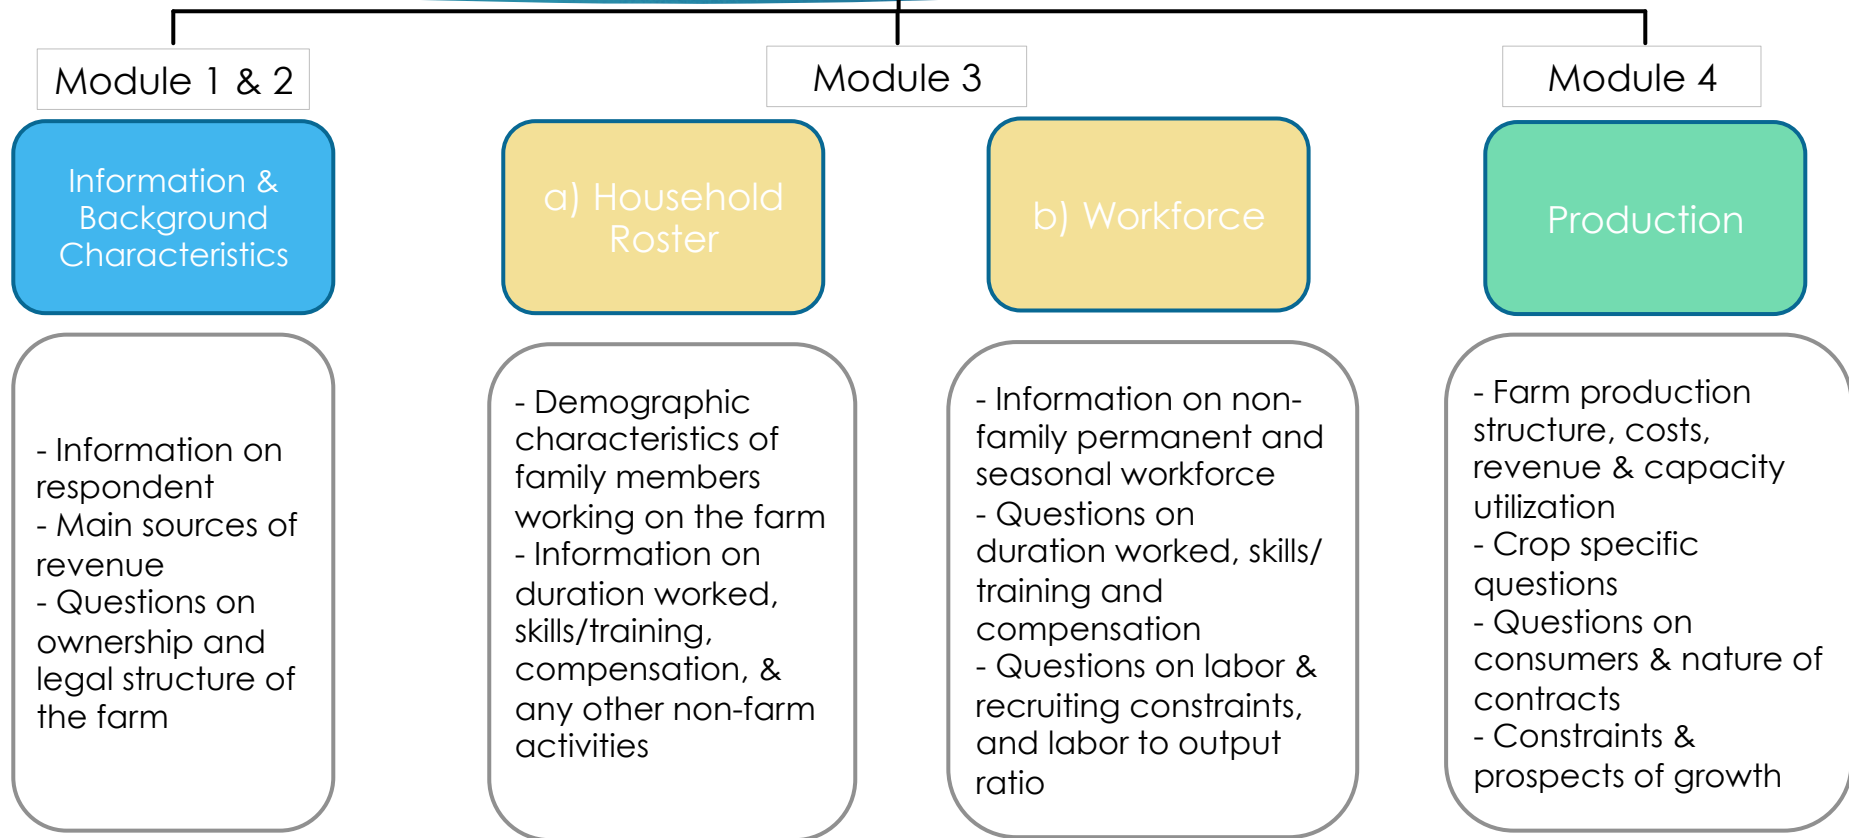 Module 1 & 2
Information &
Background
Characteristics
- Information on
respondent
- Main sources of
revenue
- Questions on
ownership and
legal structure of
the farm
Module 3
a) Household
Roster
- Demographic
characteristics of
family members
working on the farm
- Information on
duration worked,
skills/training,
compensation, &
any other non-farm
activities
b) Workforce
- Information on non-
family permanent and
seasonal workforce
- Questions on
duration worked, skills/
training and
compensation
- Questions on labor &
recruiting constraints,
and labor to output
ratio
Module 4
Production
- Farm production
structure, costs,
revenue & capacity
utilization
- Crop specific
questions
- Questions on
consumers & nature of
contracts
- Constraints &
prospects of growth